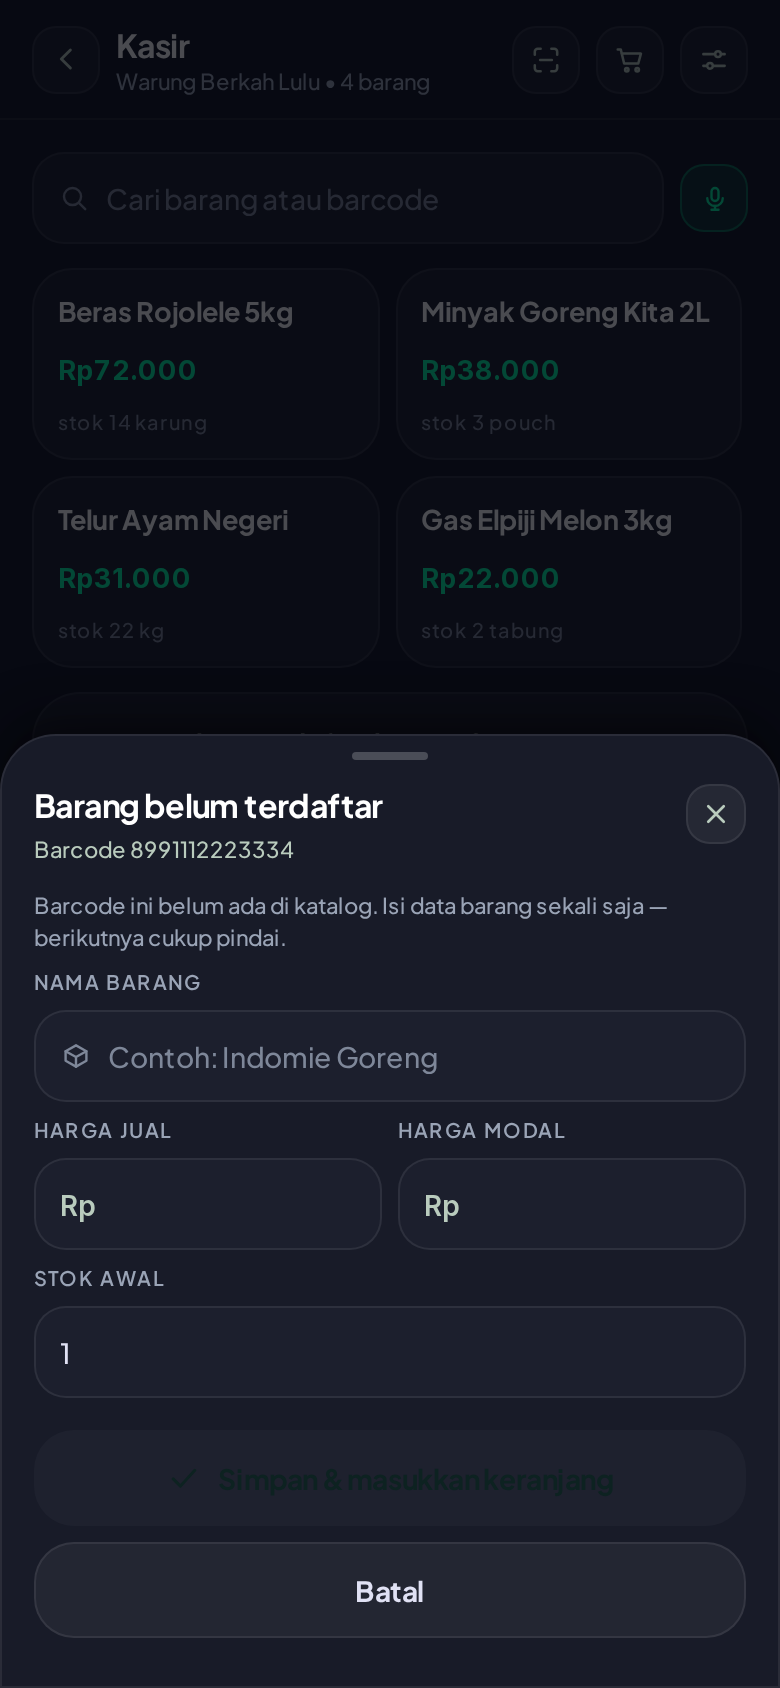 Kasir
Warung Berkah Lulu • 4 barang
Cari barang atau barcode
Beras Rojolele 5kg
Rp72.000
stok 14 karung
Minyak Goreng Kita 2L
Rp38.000
stok 3 pouch
Telur Ayam Negeri
Rp31.000
stok 22 kg
Gas Elpiji Melon 3kg
Rp22.000
stok 2 tabung
Barang belum terdaftar
Barcode 8991112223334
Barcode ini belum ada di katalog. Isi data barang sekali saja —
berikutnya cukup pindai.
NAMA BARANG
Contoh: Indomie Goreng
HARGA JUAL
HARGA MODAL
Rp
Rp
STOK AWAL
1
Simpan & masukkan keranjang
Batal